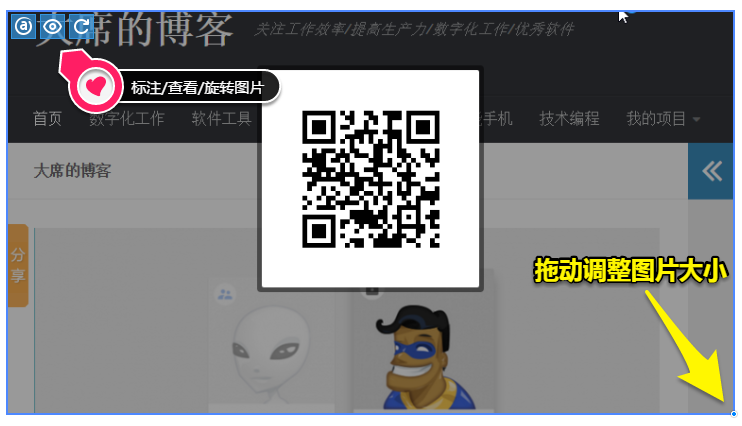 大席的博客
关注工作效率/提高生产力/数字化工作/优秀软件
标注/查看/旋转图片
首页 数字化工作 软件工具 手机 技术编程 我的项目
大席的博客
分享
拖动调整图片大小